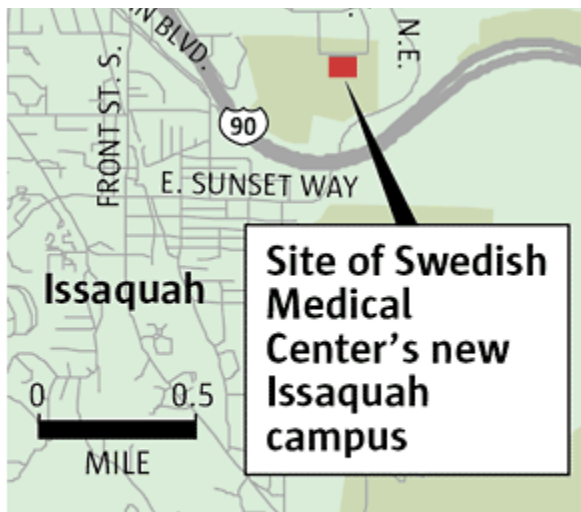 BLVD.
N.E.
90
FRONT ST. S.
E. SUNSET WAY
Issaquah
0 0.5
MILE
Site of Swedish
Medical
Center’s new
Issaquah
campus